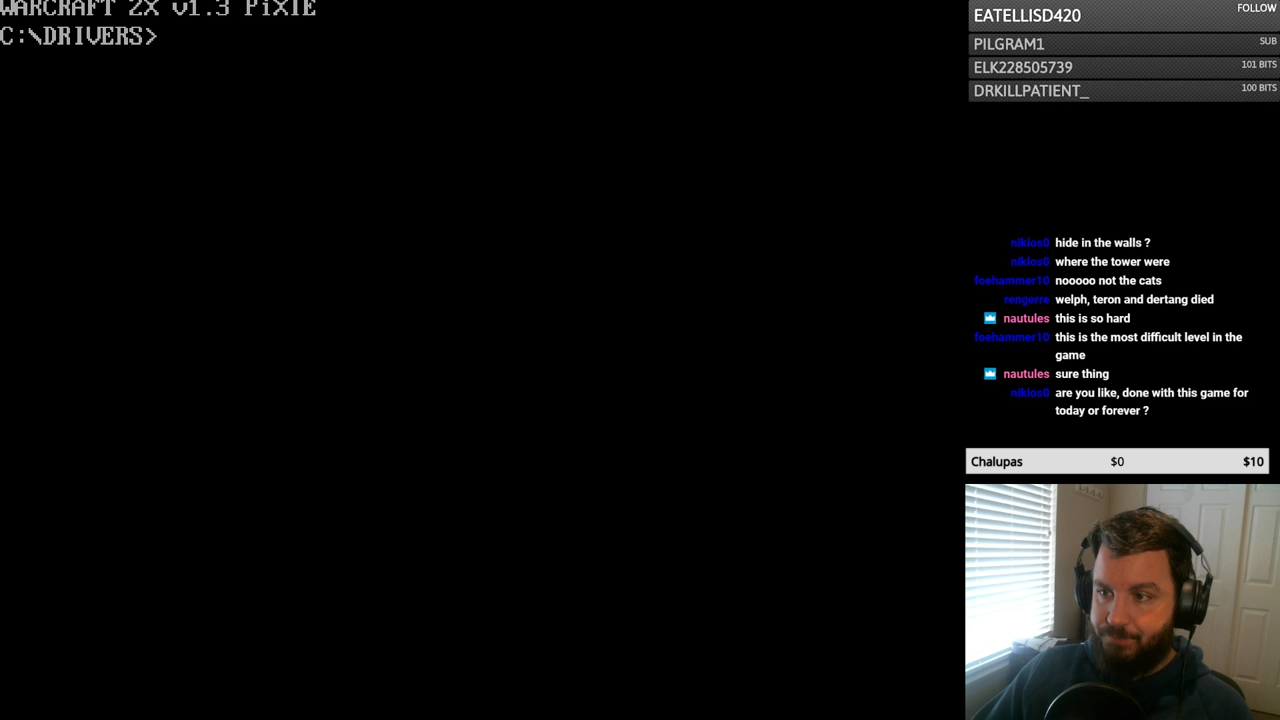 WARCRAFT 2X v1.3 PiXIE
C:\DRIVERS>
EATELLISD420 FOLLOW
PILGRAM1 SUB
ELK228505739 101 BITS
DRKILLPATIENT_ 100 BITS
niklos0 hide in the walls ?
niklos0 where the tower were
foehammer10 nooooo not the cats
rengerre welph, teron and dertang died
nautules this is so hard
foehammer10 this is the most difficult level in the
game
nautules sure thing
niklos0 are you like, done with this game for
today or forever ?
Chalupas $0 $10